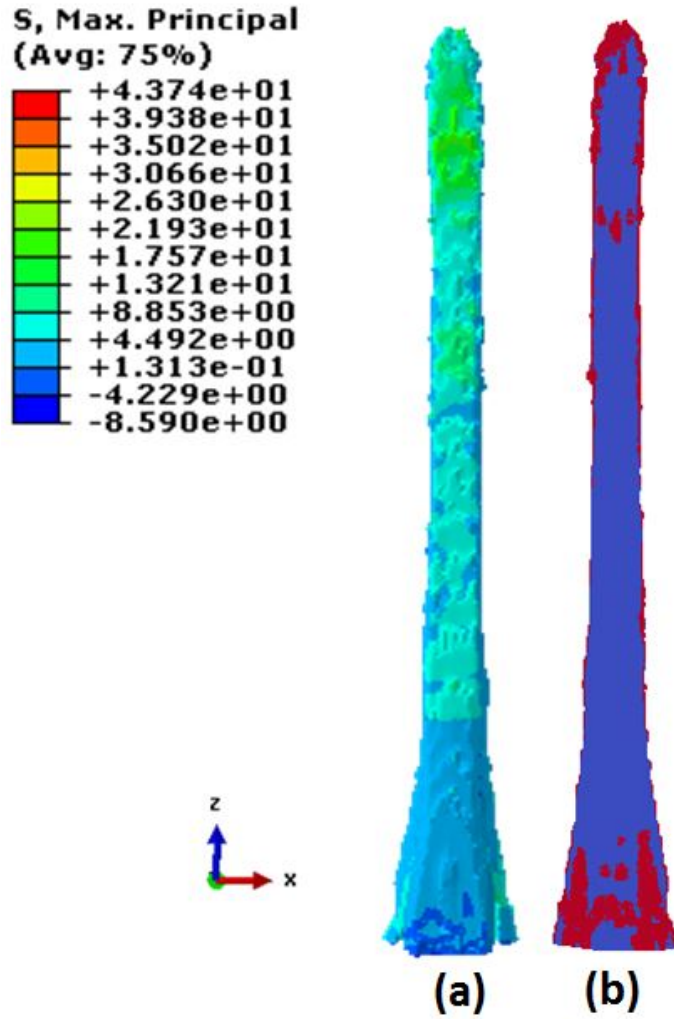 S, Max. Principal
(Avg: 75%)
+4.374e+01
+3.938e+01
+3.502e+01
+3.066e+01
+2.630e+01
+2.193e+01
+1.757e+01
+1.321e+01
+8.853e+00
+4.492e+00
+1.313e-01
-4.229e+00
-8.590e+00
z
x
(a) (b)